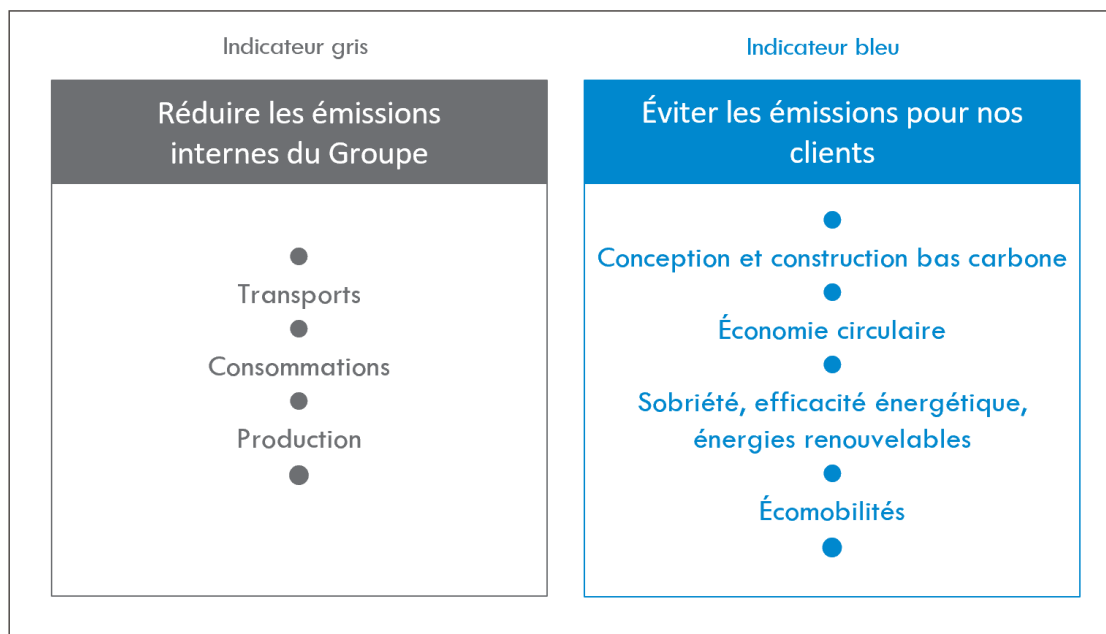 Indicateur gris
Réduire les émissions
internes du Groupe
Transports
Consommations
Production
Indicateur bleu
Éviter les émissions pour nos
clients
Conception et construction bas carbone
Économie circulaire
Sobriété, efficacité énergétique,
énergies renouvelables
Écomobilités